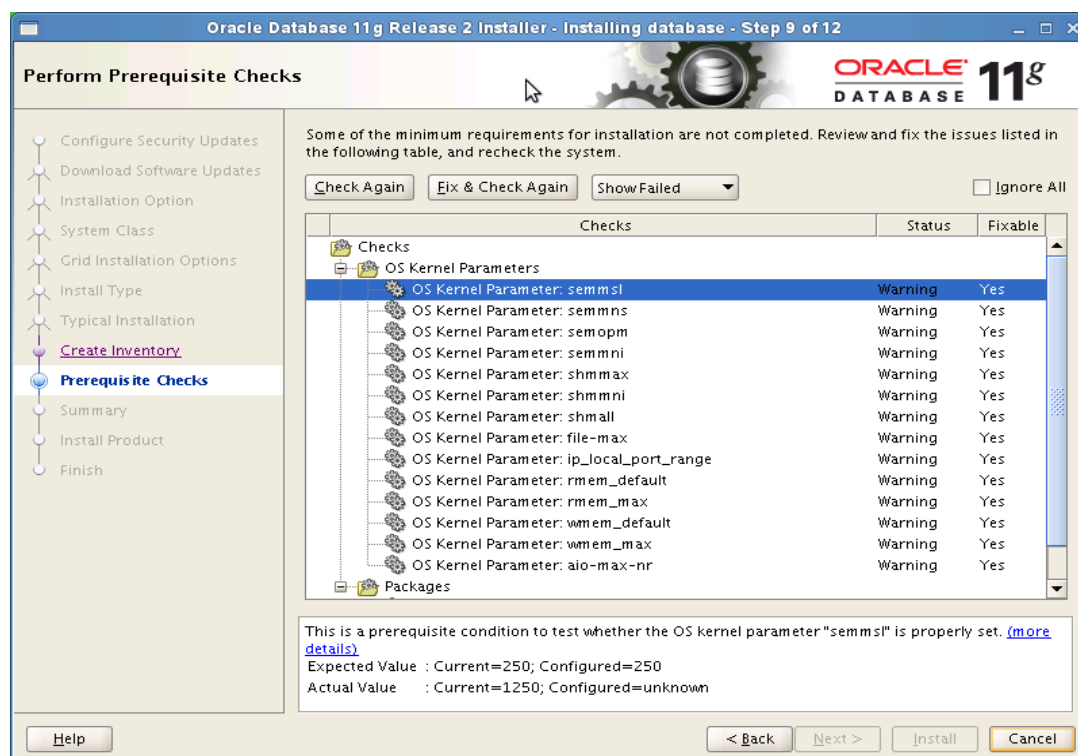 Oracle Database 11g Release 2 Installer - Installing database - Step 9 of 12
Perform Prerequisite Checks
ORACLE
DATABASE
11g
Configure Security Updates
Download Software Updates
Installation Option
System Class
Grid Installation Options
Install Type
Typical Installation
Create Inventory
Prerequisite Checks
Summary
Install Product
Finish
Some of the minimum requirements for installation are not completed. Review and fix the issues listed in
the following table, and recheck the system.
Check Again Fix & Check Again Show Failed Ignore All
Checks Status Fixable
Checks
OS Kernel Parameters
OS Kernel Parameter: semmsl Warning Yes
OS Kernel Parameter: semmns Warning Yes
OS Kernel Parameter: semopm Warning Yes
OS Kernel Parameter: semmni Warning Yes
OS Kernel Parameter: shmmax Warning Yes
OS Kernel Parameter: shmmni Warning Yes
OS Kernel Parameter: shmall Warning Yes
OS Kernel Parameter: file-max Warning Yes
OS Kernel Parameter: ip_local_port_range Warning Yes
OS Kernel Parameter: rmem_default Warning Yes
OS Kernel Parameter: rmem_max Warning Yes
OS Kernel Parameter: wmem_default Warning Yes
OS Kernel Parameter: wmem_max Warning Yes
OS Kernel Parameter: aio-max-nr Warning Yes
Packages
This is a prerequisite condition to test whether the OS kernel parameter "semmsl" is properly set. (more
details)
Expected Value : Current=250; Configured=250
Actual Value : Current=1250; Configured=unknown
Help < Back Next > Install Cancel